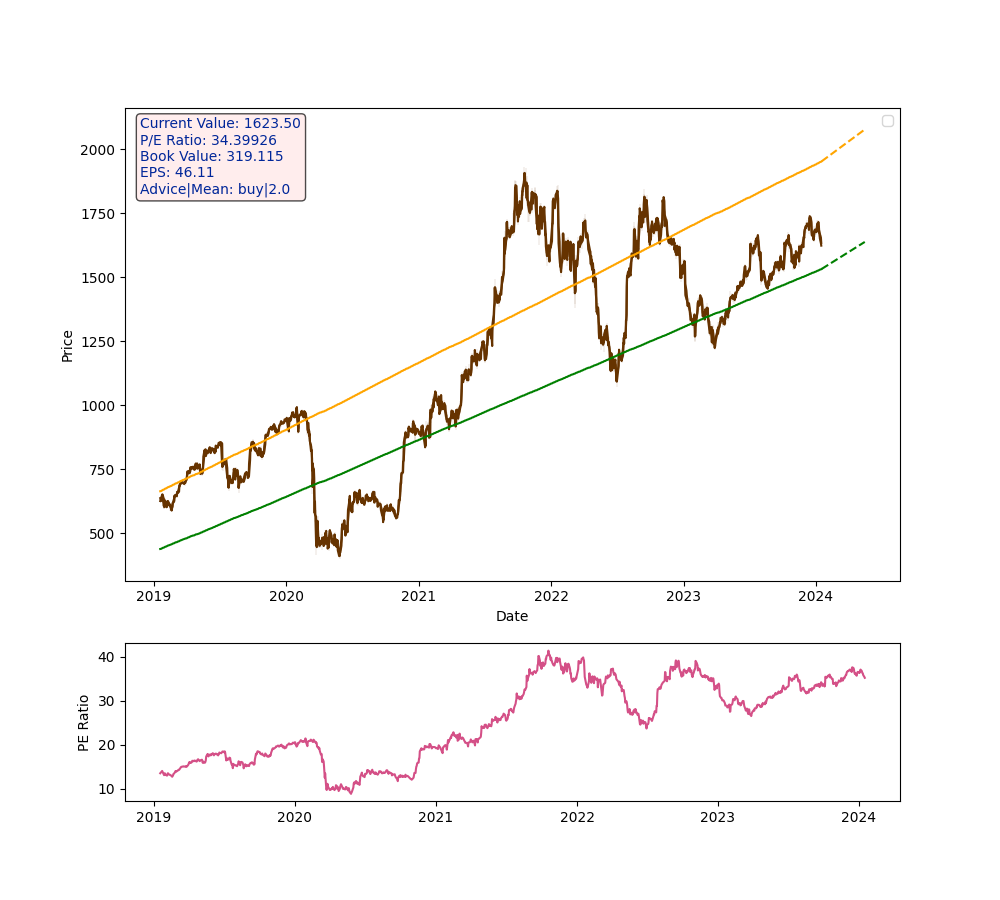 Current Value: 1623.50
P/E Ratio: 34.39926
Book Value: 319.115
EPS: 46.11
Advice|Mean: buy|2.0
2000
1750
1500
1250
1000
750
500
Price
2019 2020 2021 2022 2023 2024
Date
40
30
20
10
PE Ratio
2019 2020 2021 2022 2023 2024